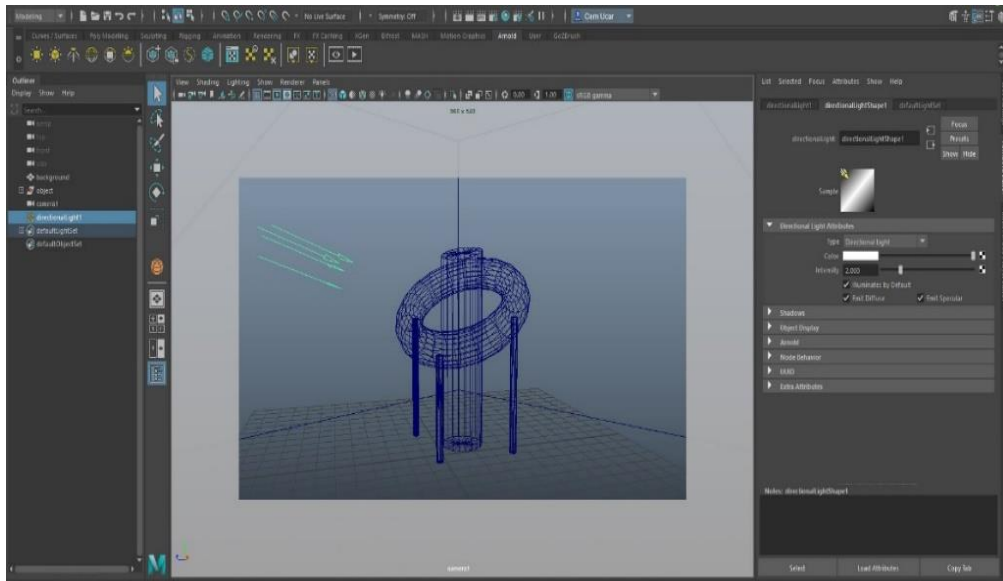 Modeling
No Live Surface
Symmetry: Off
Cem Ucar
Curves / Surfaces Poly Modeling Sculpting Rigging Animation Rendering FX FX Caching XGen Bifrost MASH Motion Graphics Arnold User GoZBrush
Outliner
Display Show Help
Search...
persp
top
front
side
background
object
camera1
directionalLight1
defaultLightSet
defaultObjectSet
View Shading Lighting Show Renderer Panels
1.00
sRGB gamma
camera1
List Selected Focus Attributes Show Help
directionalLight1 directionalLightShape1 defaultLightSet
directionalLight: directionalLightShape1
Focus
Presets
Show Hide
Sample
Directional Light Attributes
Type Directional Light
Color
Intensity 2.000
Illuminates by Default
Emit Diffuse Emit Specular
Shadows
Object Display
Arnold
Node Behavior
UUID
Extra Attributes
Notes: directionalLightShape1
Select Load Attributes Copy Tab